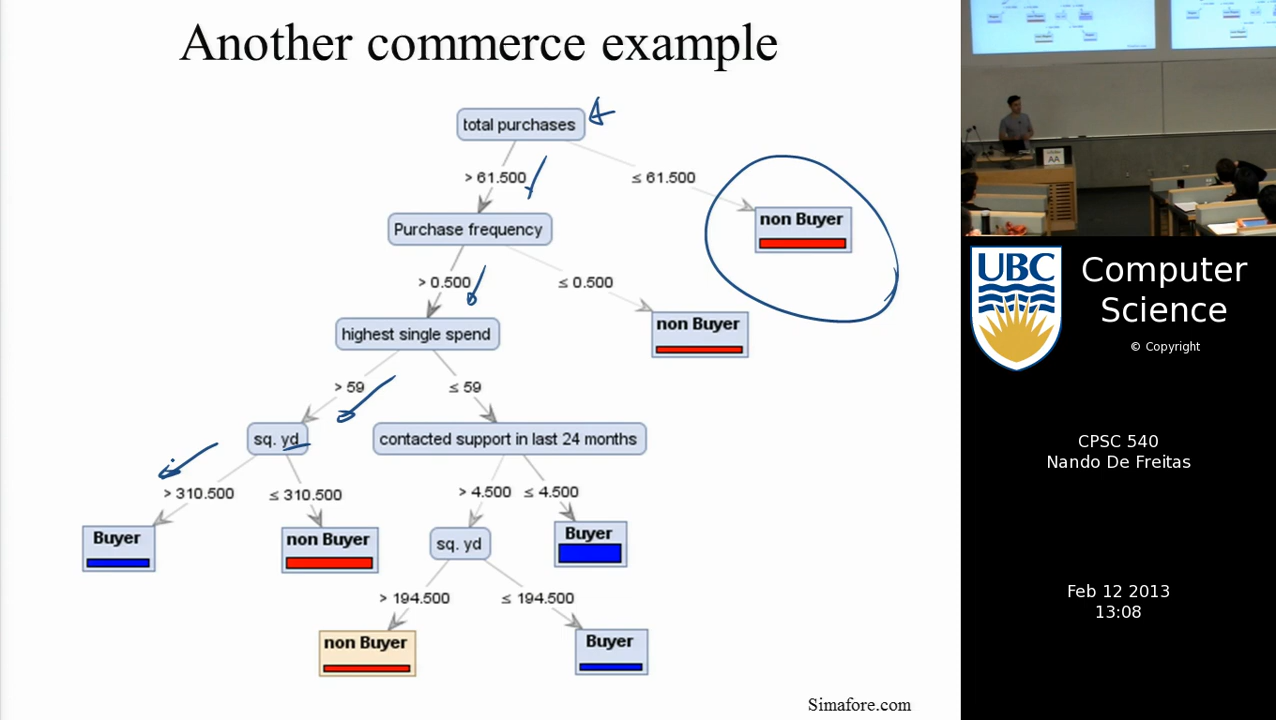 Another commerce example
total purchases
> 61.500
≤ 61.500
non Buyer
Purchase frequency
> 0.500
≤ 0.500
non Buyer
highest single spend
> 59
≤ 59
sq. yd
contacted support in last 24 months
> 310.500
≤ 310.500
> 4.500
≤ 4.500
Buyer
non Buyer
sq. yd
Buyer
> 194.500
≤ 194.500
non Buyer
Buyer
Simafore.com
AA
UBC
Computer
Science
© Copyright
CPSC 540
Nando De Freitas
Feb 12 2013
13:08